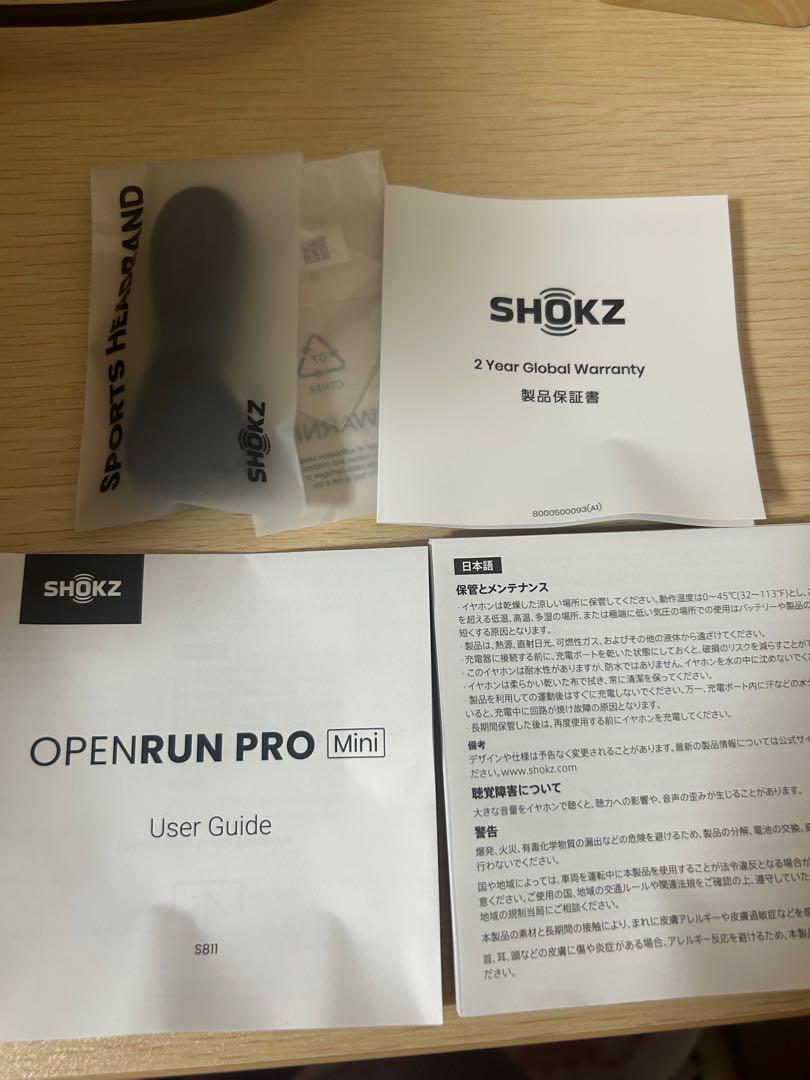 SPORTS HEADBAND
SHOKZ
07
OTHER
SHOKZ
2 Year Global Warranty
製品保証書
8000500093(A1)
SHOKZ
OPENRUN PRO Mini
User Guide
S811
日本語
保管とメンテナンス
・イヤホンは乾燥した涼しい場所に保管してください。動作温度は0~45℃(32~113°F)とし、
を超える低温、高温、多湿の場所、または極端に低い気圧の場所での使用はバッテリーや製品の
短くする原因となります。
・製品は、熱源、直射日光、可燃性ガス、およびその他の液体から遠ざけてください。
・充電器に接続する前に、充電ポートを乾いた状態にしておくと、破損のリスクを減らすことが
・このイヤホンは耐水性がありますが、防水ではありません。イヤホンを水の中に沈めないでくだ
・イヤホンは柔らかい乾いた布で拭き、常に清潔を保ってください。
・製品を利用しての運動後はすぐに充電しないでください。万一、充電ポート内に汗などの水分
いると、充電中に回路が焼け故障の原因となります。
・長期間保管した後は、再度使用する前にイヤホンを充電してください。
備考
デザインや仕様は予告なく変更されることがあります。最新の製品情報については公式サイ
ださい。www.shokz.com
聴覚障害について
大きな音量をイヤホンで聴くと、聴力への影響や、音声の歪みが生じることがあります。
警告
爆発、火災、有毒化学物質の漏出などの危険を避けるため、製品の分解、電池の交換、
行わないでください。
国や地域によっては、車両を運転中に本製品を使用することが法令違反となる場合が
意ください。ご使用の国、地域の交通ルールや関連法規をご確認の上、遵守していた
地域の規制当局にご相談ください。
本製品の素材と長期間の接触により、まれに皮膚アレルギーや皮膚過敏症などを
首、耳、頭などの皮膚に傷や炎症がある場合、アレルギー反応を避けるため、本製
ださい。